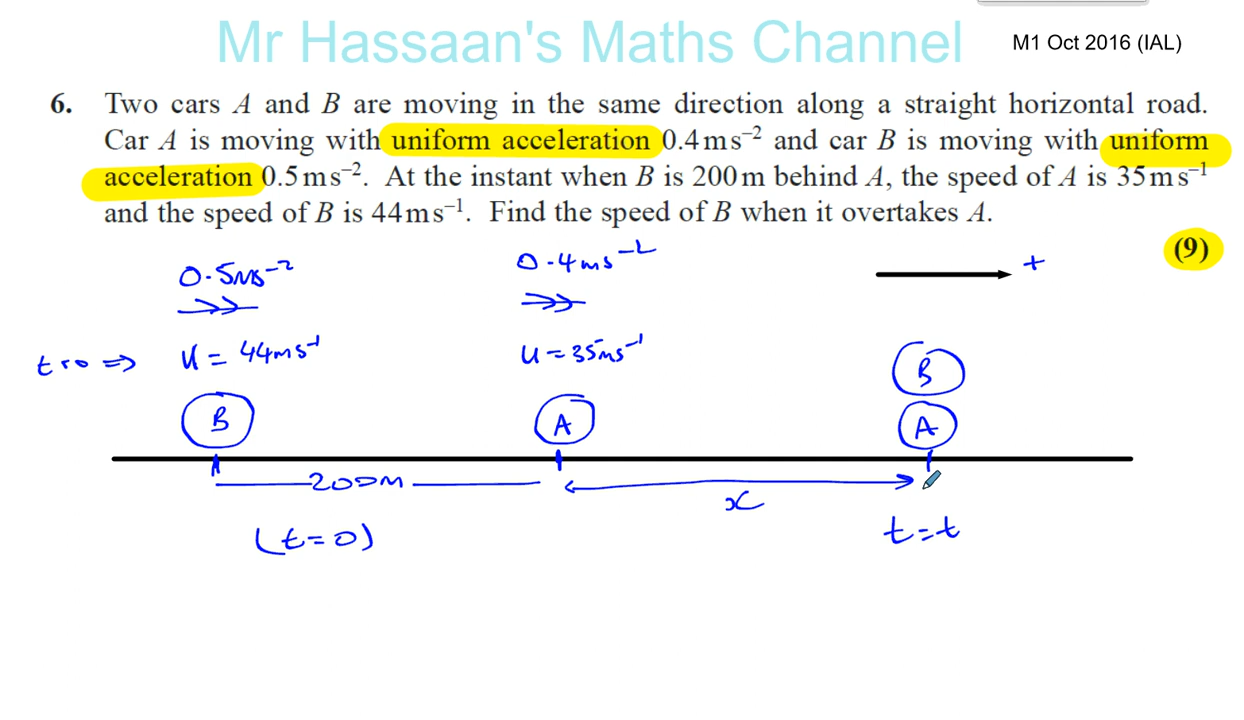 Mr Hassaan's Maths Channel
M1 Oct 2016 (IAL)
6. Two cars A and B are moving in the same direction along a straight horizontal road.
Car A is moving with uniform acceleration 0.4 m s⁻² and car B is moving with uniform
acceleration 0.5 m s⁻². At the instant when B is 200 m behind A, the speed of A is 35 m s⁻¹
and the speed of B is 44 m s⁻¹. Find the speed of B when it overtakes A.
(9)
0.5ms⁻² 0.4ms⁻² +
t=0 ⇒ u = 44ms⁻¹ u = 35ms⁻¹
B
B A A
200m
x
(t=0) t=t